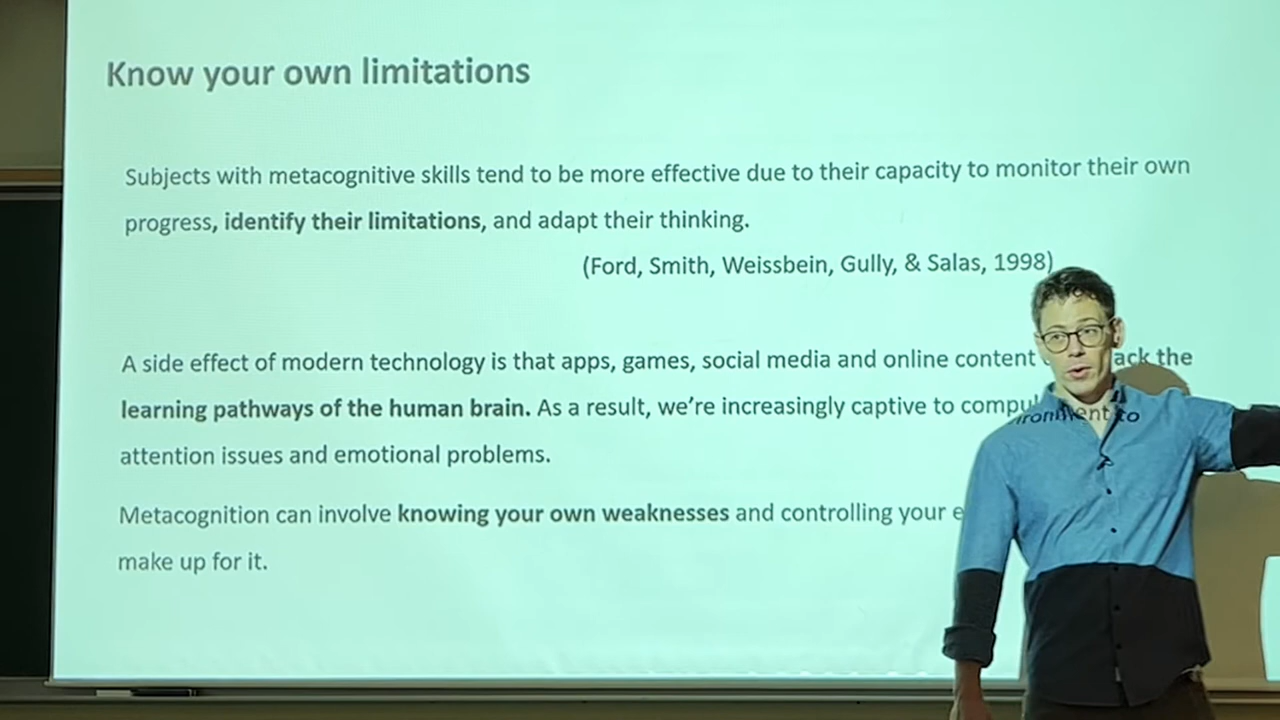 Know your own limitations
Subjects with metacognitive skills tend to be more effective due to their capacity to monitor their own
progress, identify their limitations, and adapt their thinking.
(Ford, Smith, Weissbein, Gully, & Salas, 1998)
A side effect of modern technology is that apps, games, social media and online content ack the
learning pathways of the human brain. As a result, we’re increasingly captive to compu
attention issues and emotional problems.
Metacognition can involve knowing your own weaknesses and controlling your e ronment to
make up for it.